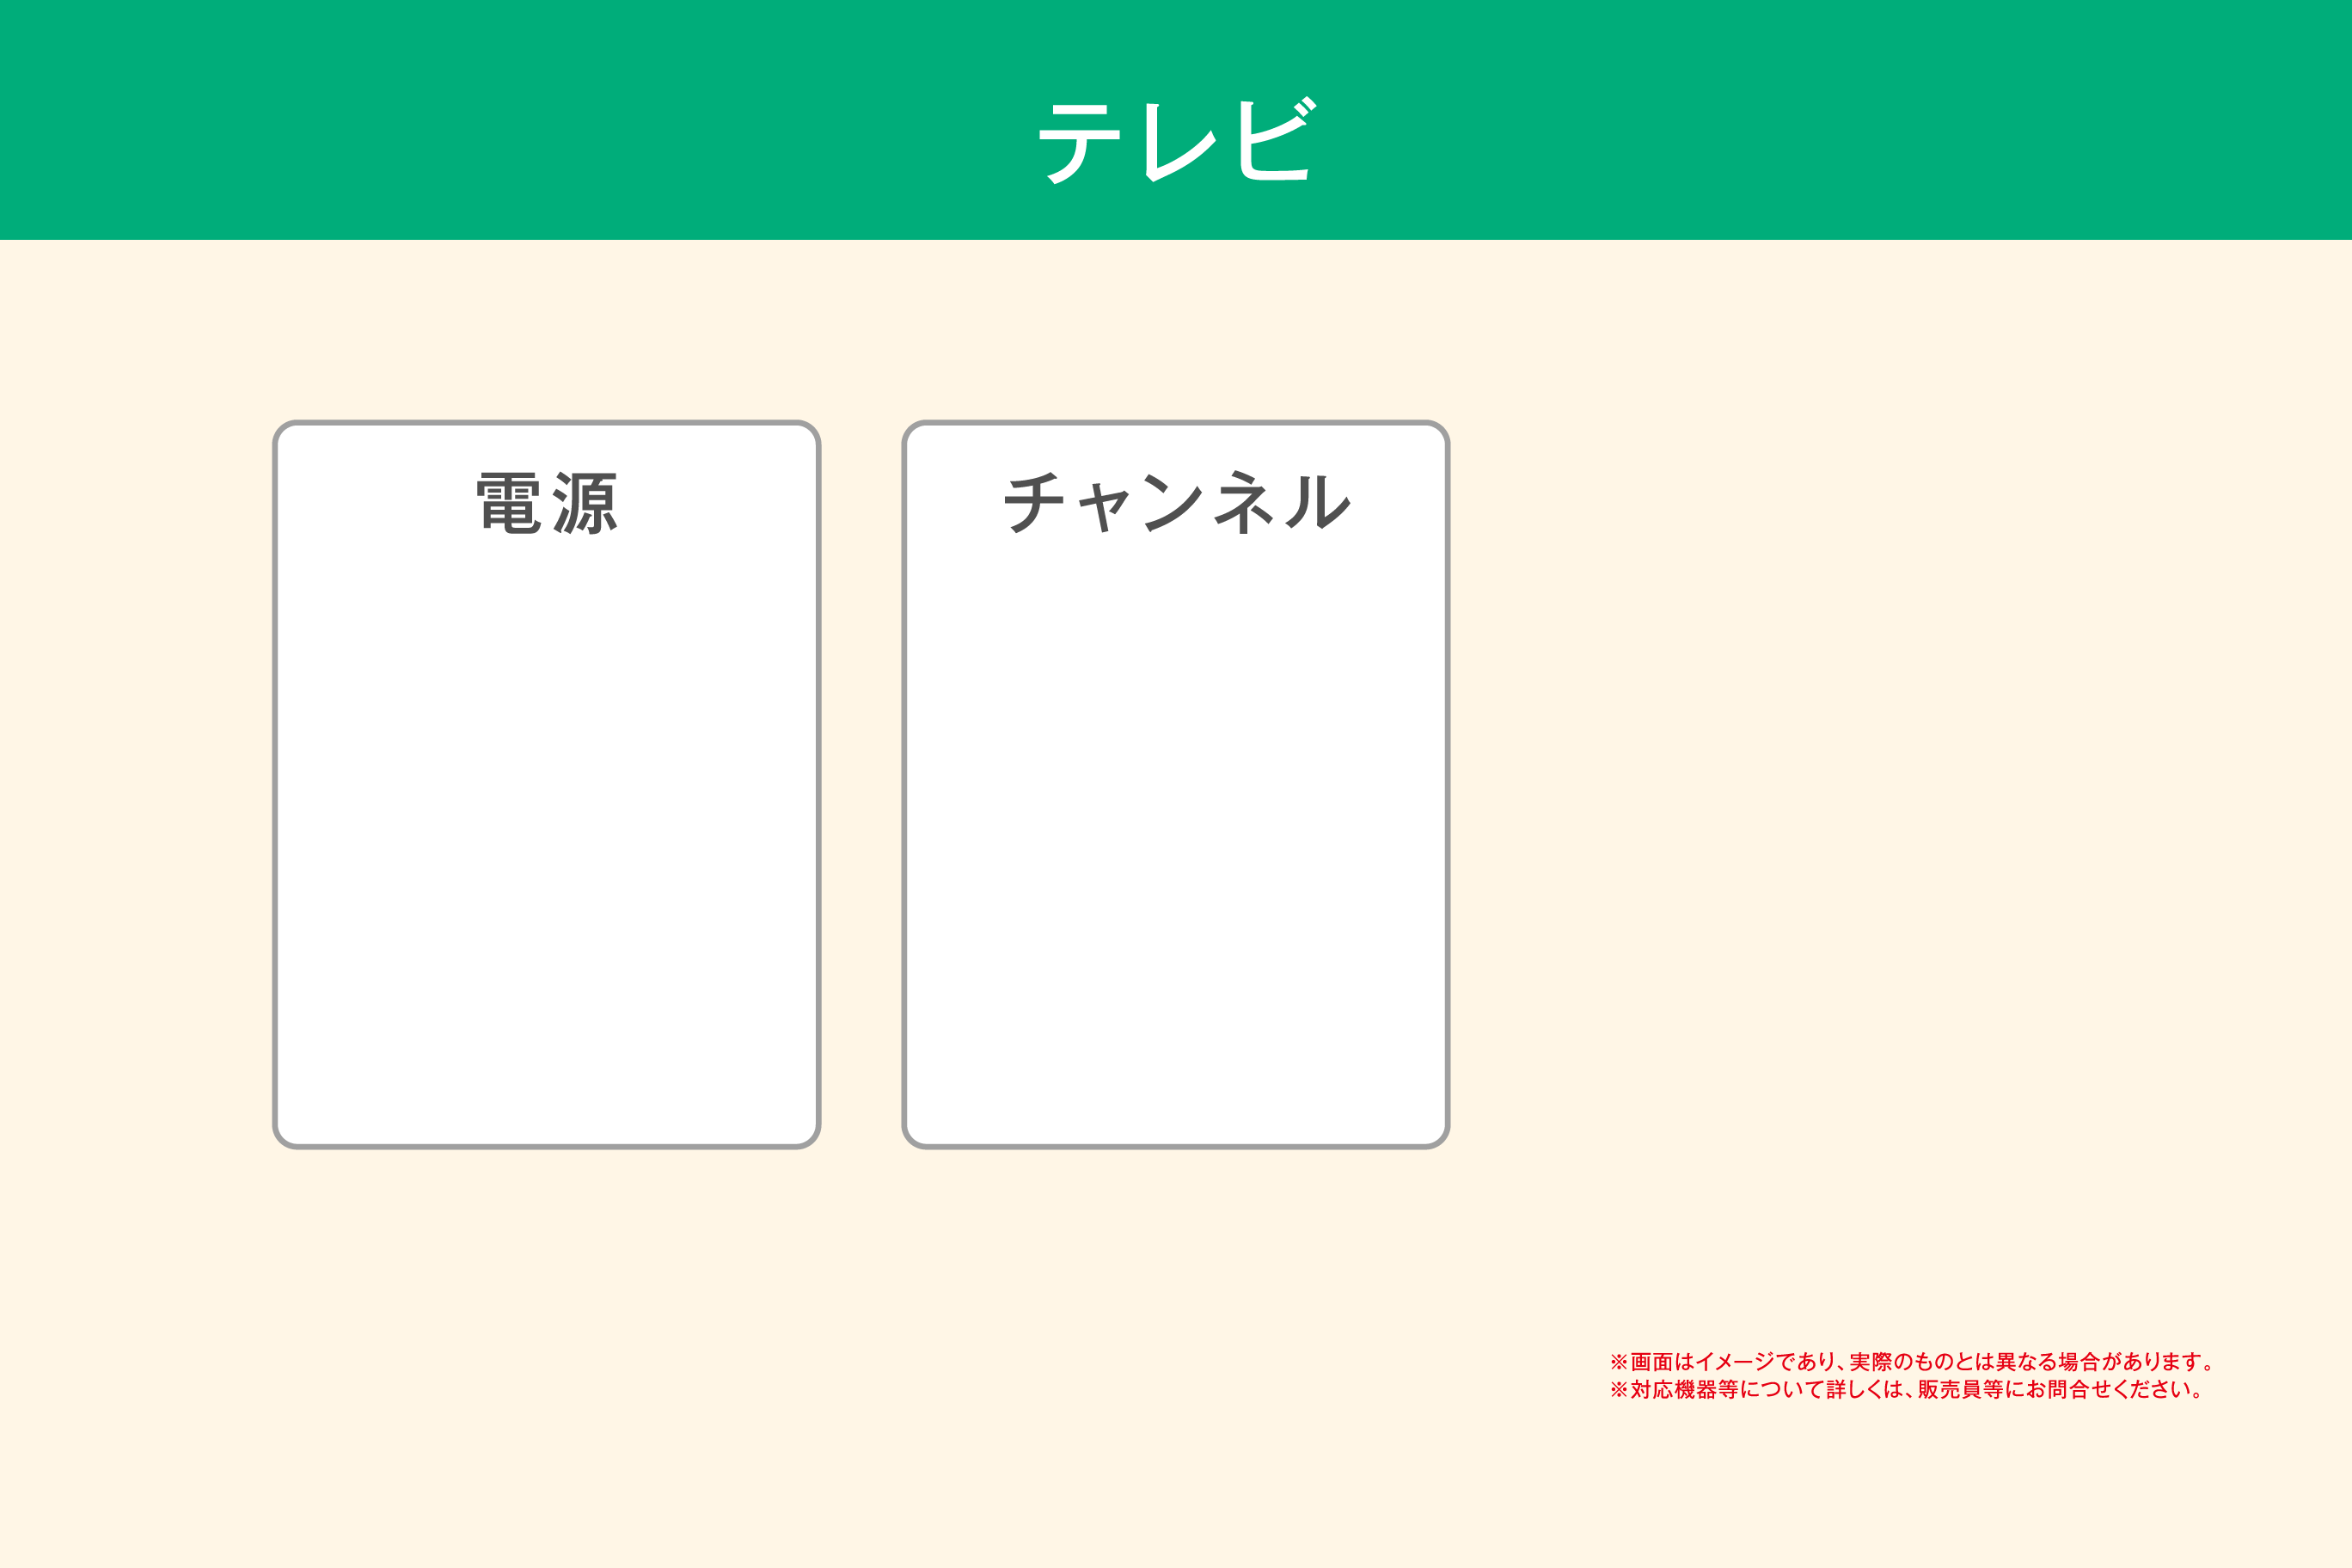 テレビ
電源
チャンネル
※画面はイメージであり、実際のものとは異なる場合があります。
※対応機器等について詳しくは、販売員等にお問合せください。